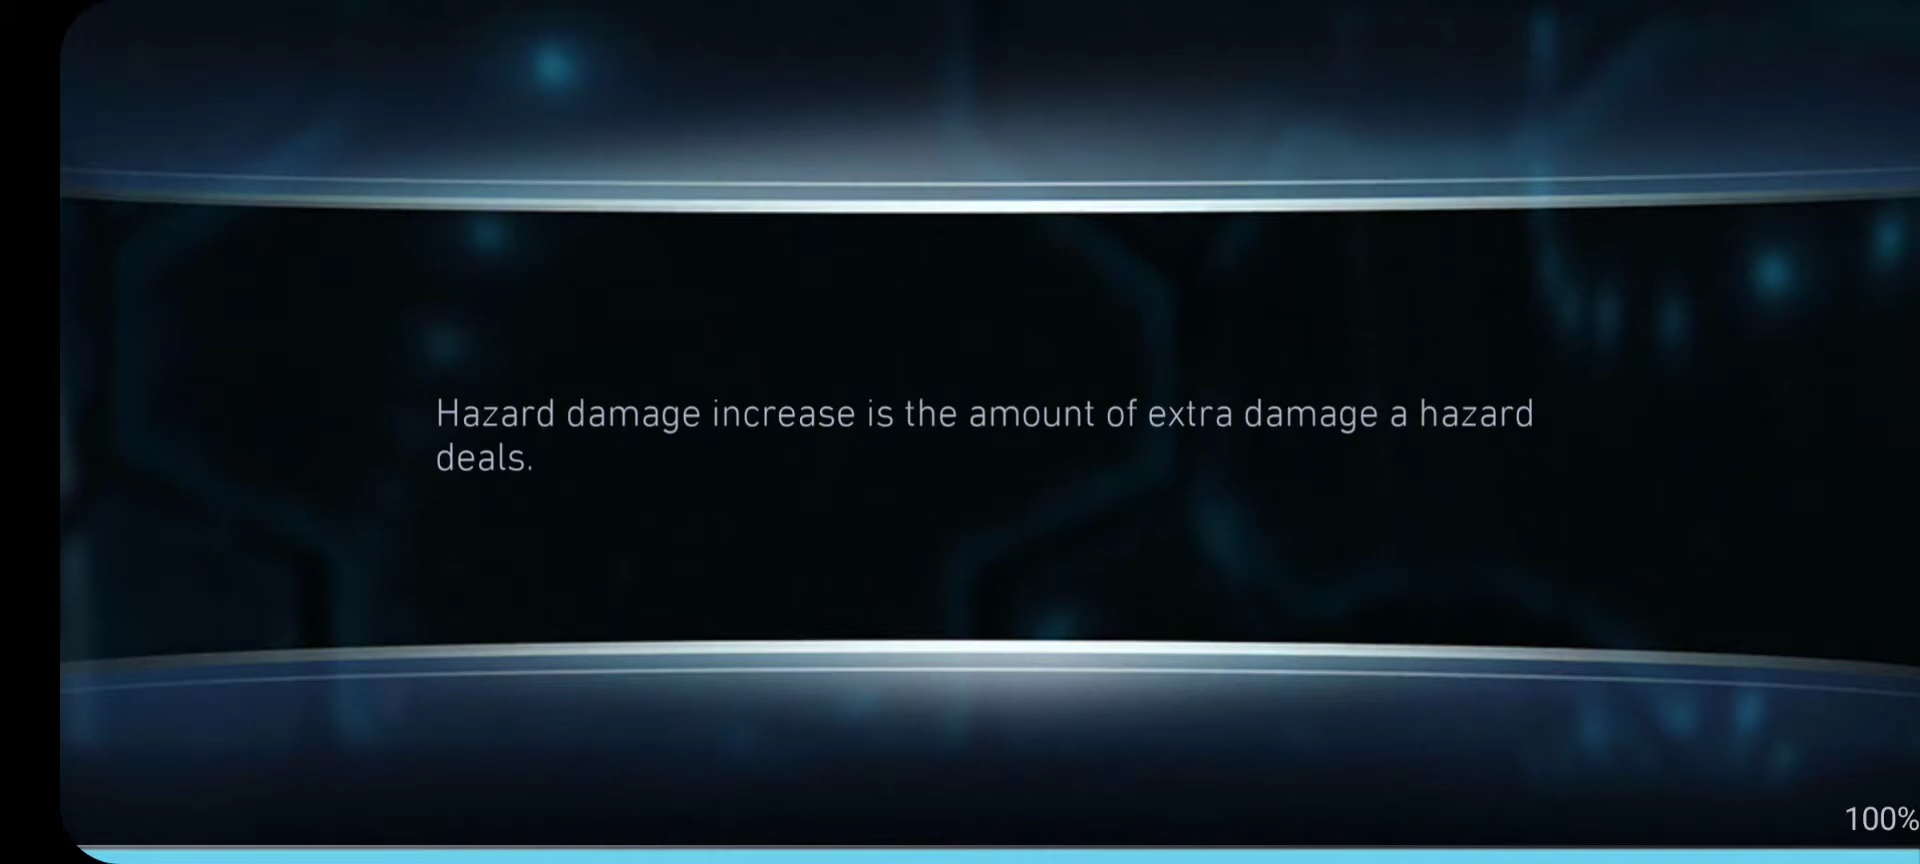 Hazard damage increase is the amount of extra damage a hazard
deals.
100%